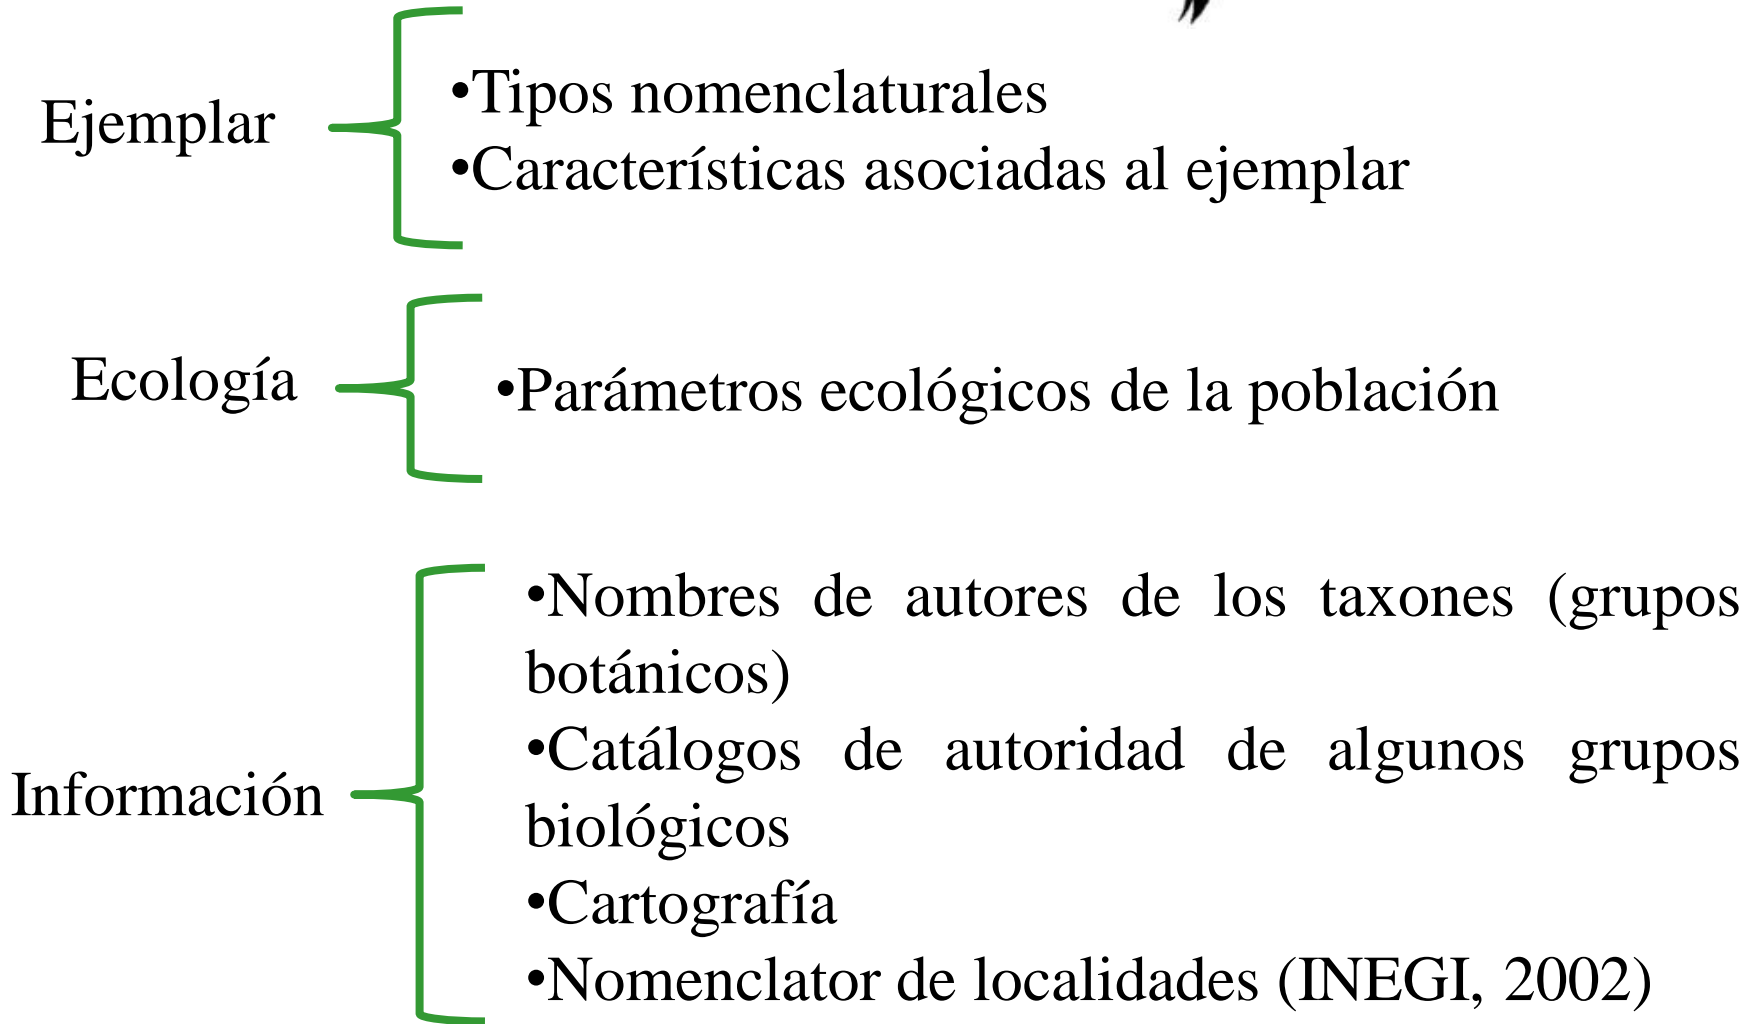 Ejemplar
•Tipos nomenclaturales
•Características asociadas al ejemplar
Ecología
•Parámetros ecológicos de la población
Información
•Nombres de autores de los taxones (grupos
botánicos)
•Catálogos de autoridad de algunos grupos
biológicos
•Cartografía
•Nomenclator de localidades (INEGI, 2002)